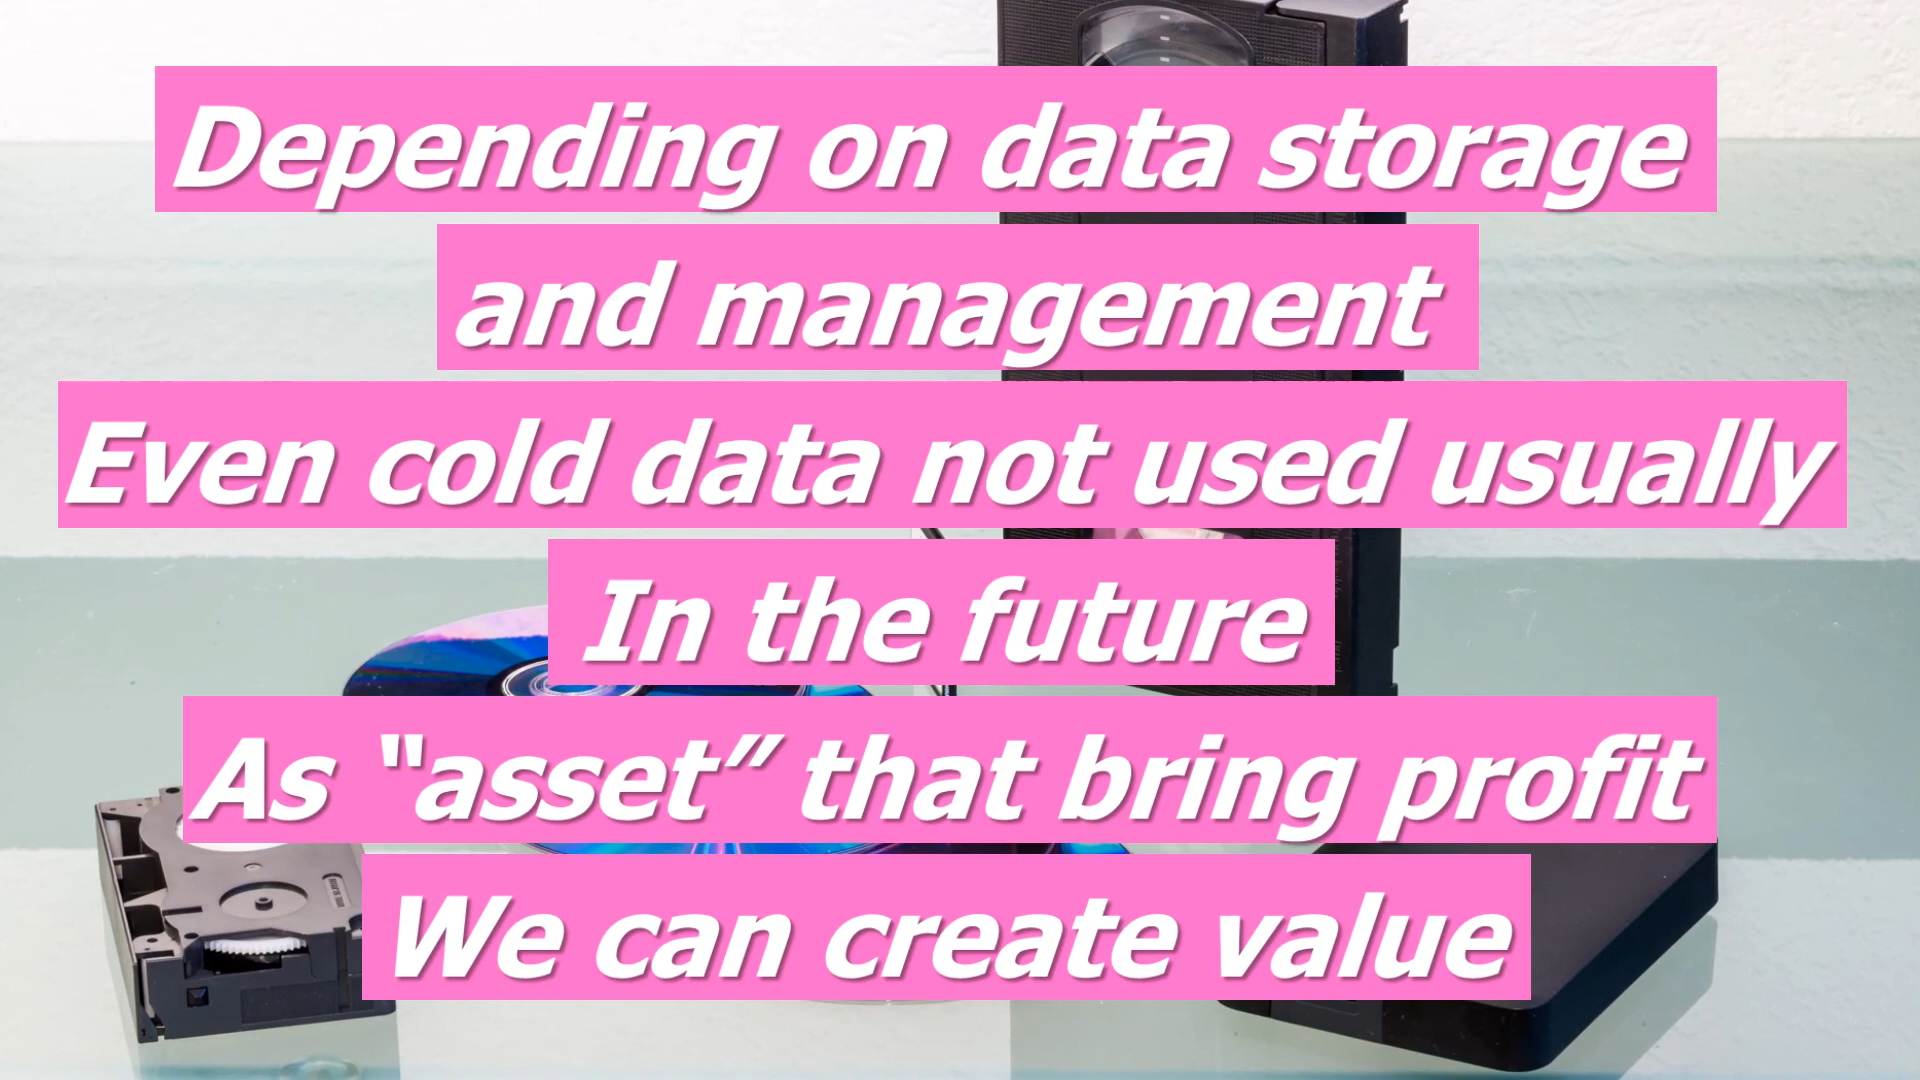 Depending on data storage
and management
Even cold data not used usually
In the future
As “asset” that bring profit
We can create value